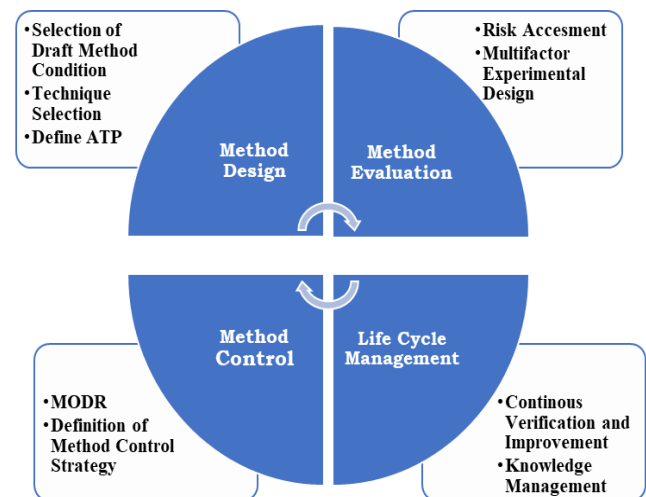 •Selection of
Draft Method
Condition
•Technique
Selection
•Define ATP
•Risk Accesment
•Multifactor
Experimental
Design
Method
Design
Method
Evaluation
Method
Control
Life Cycle
Management
•MODR
•Definition of
Method Control
Strategy
•Continous
Verification and
Improvement
•Knowledge
Management